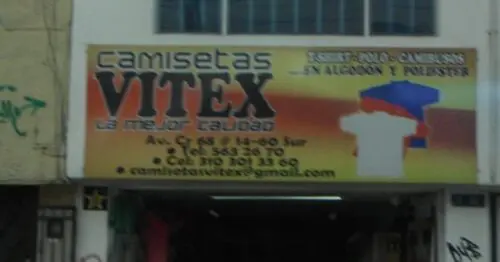 CAMISETAS
VITEX
La mejor calidad
T-SHIRT - POLO - CAMIBUSOS
...EN ALGODON Y POLIESTER
Av. Cr 68 # 14-60 Sur
• Tel: 563 26 70
• Cel: 310 301 33 60
• camisetasvitex@gmail.com